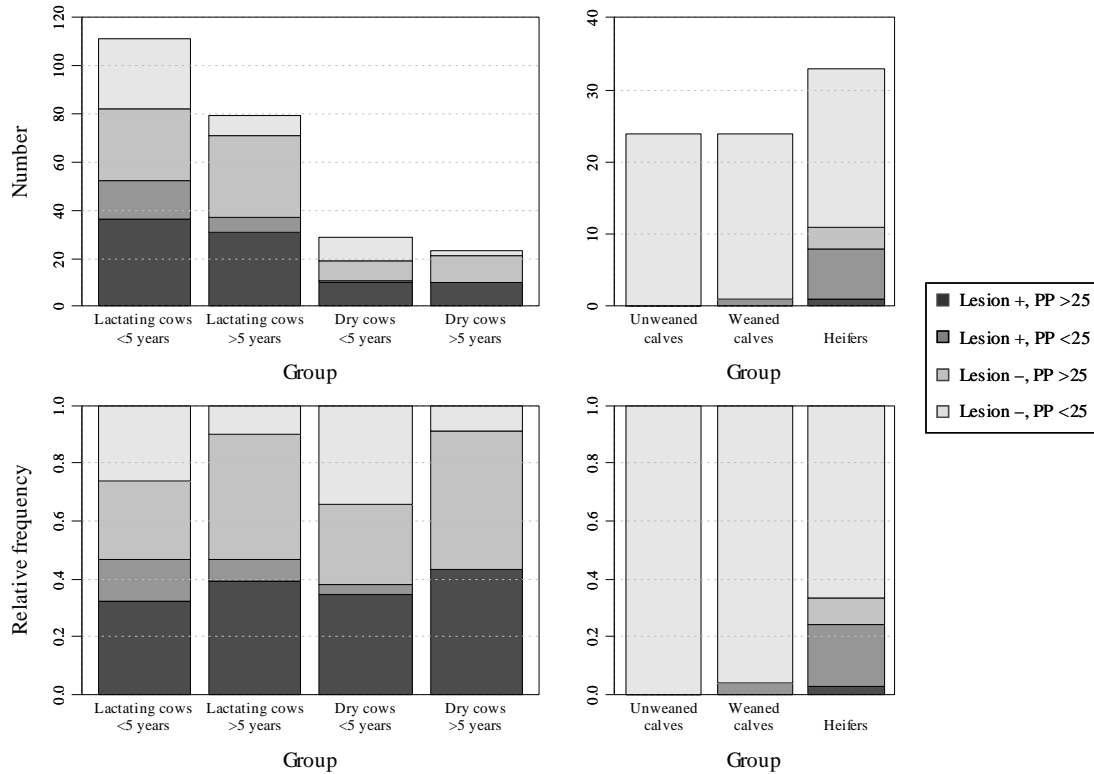 Number
120
100
80
60
40
20
0
Lactating cows
<5 years
Lactating cows
>5 years
Dry cows
<5 years
Dry cows
>5 years
Group
40
30
20
10
0
Unweaned
calves
Weaned
calves
Heifers
Group
Lesion +, PP >25
Lesion +, PP <25
Lesion –, PP >25
Lesion –, PP <25
Relative frequency
1.0
0.8
0.6
0.4
0.2
0.0
Lactating cows
<5 years
Lactating cows
>5 years
Dry cows
<5 years
Dry cows
>5 years
Group
1.0
0.8
0.6
0.4
0.2
0.0
Unweaned
calves
Weaned
calves
Heifers
Group